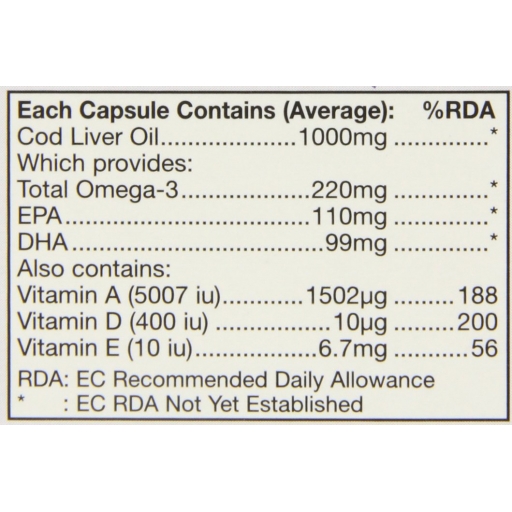 Each Capsule Contains (Average): %RDA
Cod Liver Oil.....................1000mg ..............*
Which provides:
Total Omega-3....................220mg ...............*
EPA......................................110mg ...............*
DHA.......................................99mg ...............*
Also contains:
Vitamin A (5007 iu)............1502µg .........188
Vitamin D (400 iu) ..................10µg .........200
Vitamin E (10 iu)...................6.7mg ...........56
RDA: EC Recommended Daily Allowance
* : EC RDA Not Yet Established